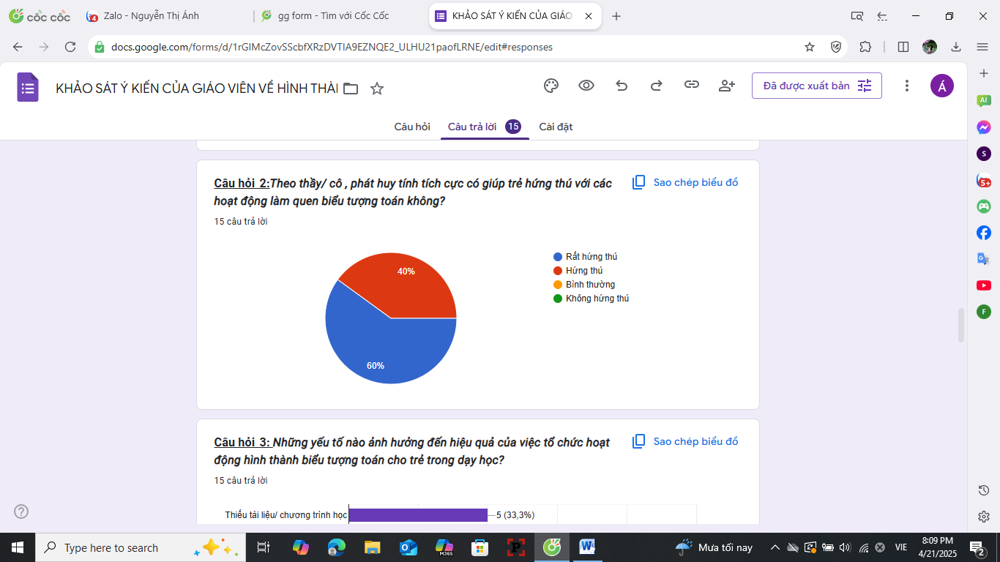 cốc cốc
4
Zalo - Nguyễn Thị Ánh
gg form - Tìm với Cốc Cốc
KHẢO SÁT Ý KIẾN CỦA GIÁO
docs.google.com/forms/d/1rGIMcZovSScbfXRzDVTIA9EZNQE2_ULHU21paofLRNE/edit#responses
KHẢO SÁT Ý KIẾN CỦA GIÁO VIÊN VỀ HÌNH THÀI
Đã được xuất bản
Á
Câu hỏi
Câu trả lời 15
Cài đặt
AI
S
5+
F
Câu hỏi 2:Theo thầy/ cô , phát huy tính tích cực có giúp trẻ hứng thú với các
hoạt động làm quen biểu tượng toán không?
Sao chép biểu đồ
15 câu trả lời
40%
60%
Rất hứng thú
Hứng thú
Bình thường
Không hứng thú
Câu hỏi 3: Những yếu tố nào ảnh hưởng đến hiệu quả của việc tổ chức hoạt
động hình thành biểu tượng toán cho trẻ trong dạy học?
Sao chép biểu đồ
15 câu trả lời
Thiếu tài liệu/ chương trình học
5 (33,3%)
Type here to search
M365
P
W
Mưa tối nay
VIE
8:09 PM
4/21/2025
2